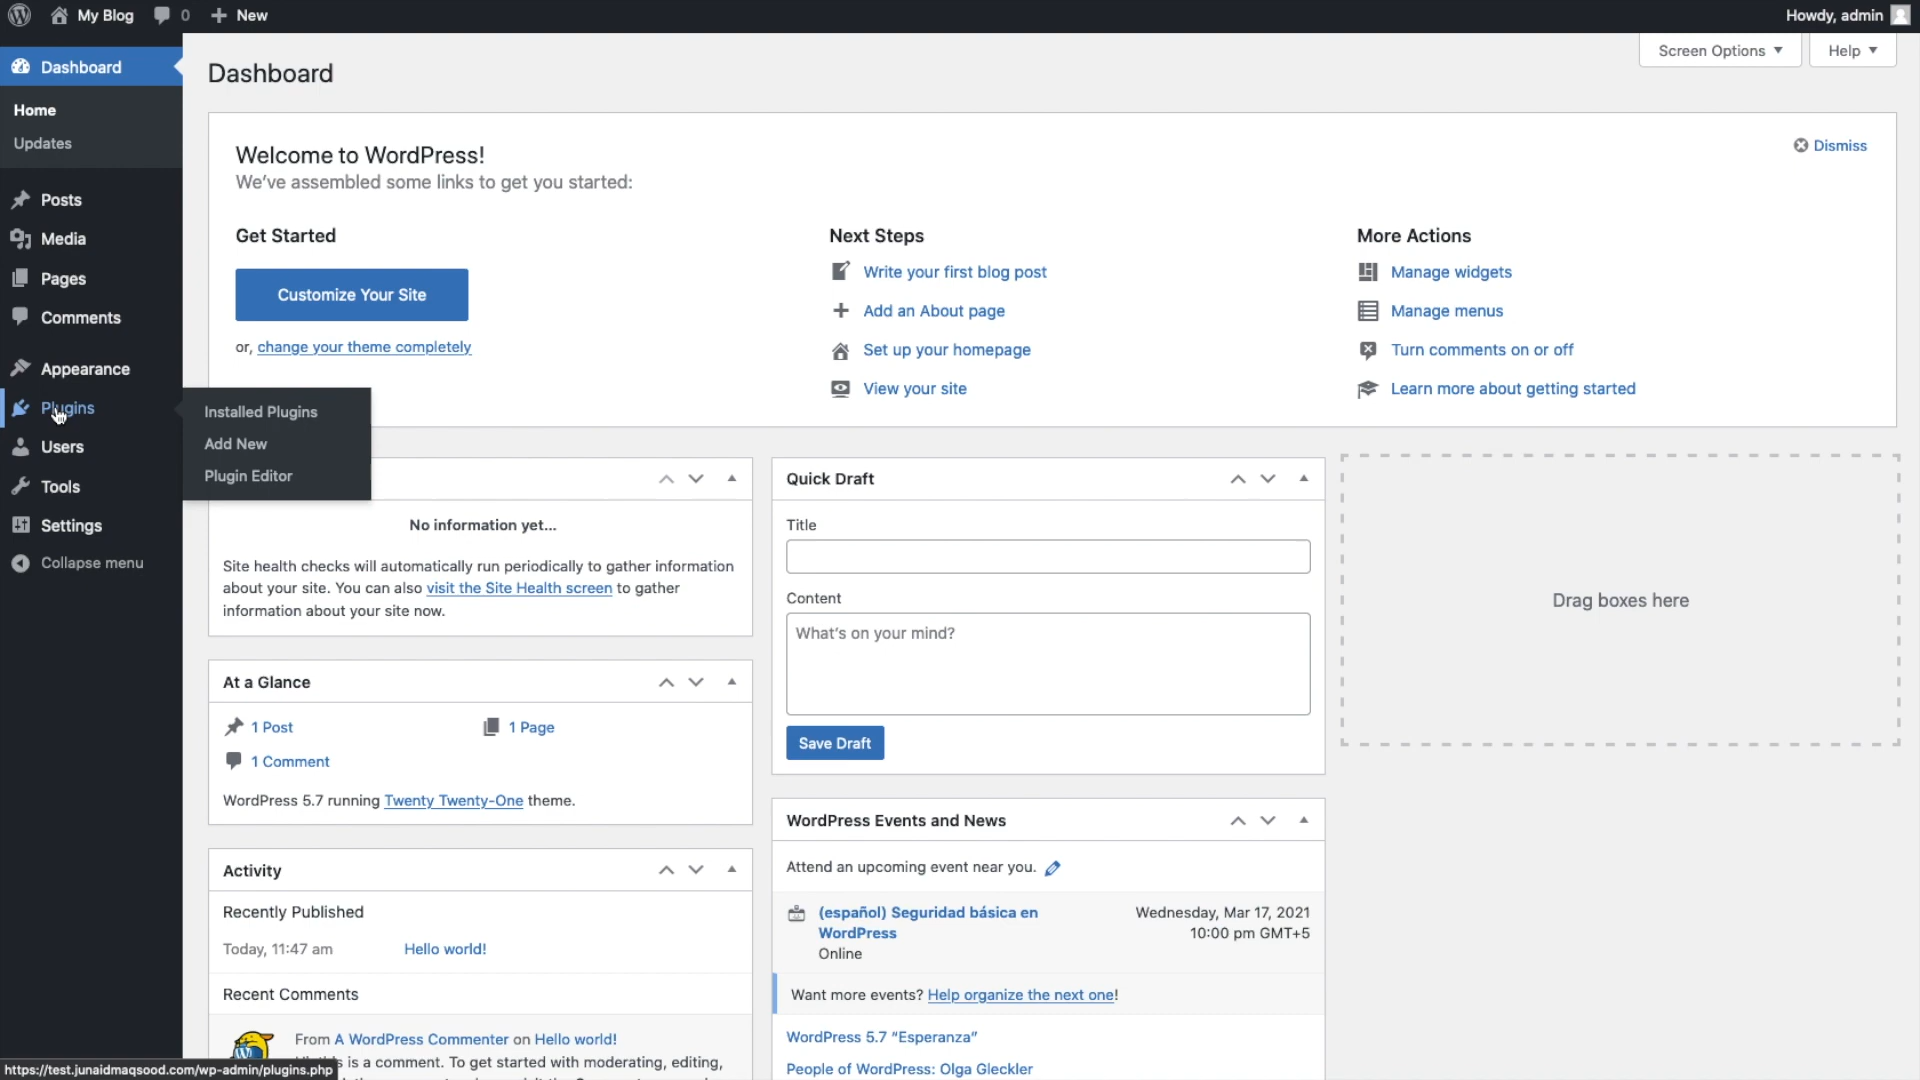 My Blog 0 New Howdy, admin
Screen Options Help
Dashboard
Home
Updates
Posts
Media
Pages
Comments
Appearance
Plugins
Users
Tools
Settings
Collapse menu
Installed Plugins
Add New
Plugin Editor
Dashboard
Welcome to WordPress!
We've assembled some links to get you started:
Dismiss
Get Started
Customize Your Site
or, change your theme completely
Next Steps
Write your first blog post
Add an About page
Set up your homepage
View your site
More Actions
Manage widgets
Manage menus
Turn comments on or off
Learn more about getting started
No information yet...
Site health checks will automatically run periodically to gather information
about your site. You can also visit the Site Health screen to gather
information about your site now.
At a Glance
1 Post 1 Page
1 Comment
WordPress 5.7 running Twenty Twenty-One theme.
Activity
Recently Published
Today, 11:47 am Hello world!
Recent Comments
From A WordPress Commenter on Hello world!
is a comment. To get started with moderating, editing,
Quick Draft
Title
Content
What's on your mind?
Save Draft
WordPress Events and News
Attend an upcoming event near you.
(español) Seguridad básica en
WordPress
Online
Wednesday, Mar 17, 2021
10:00 pm GMT+5
Want more events? Help organize the next one!
WordPress 5.7 "Esperanza"
People of WordPress: Olga Gleckler
Drag boxes here
https://test.junaidmaqsood.com/wp-admin/plugins.php